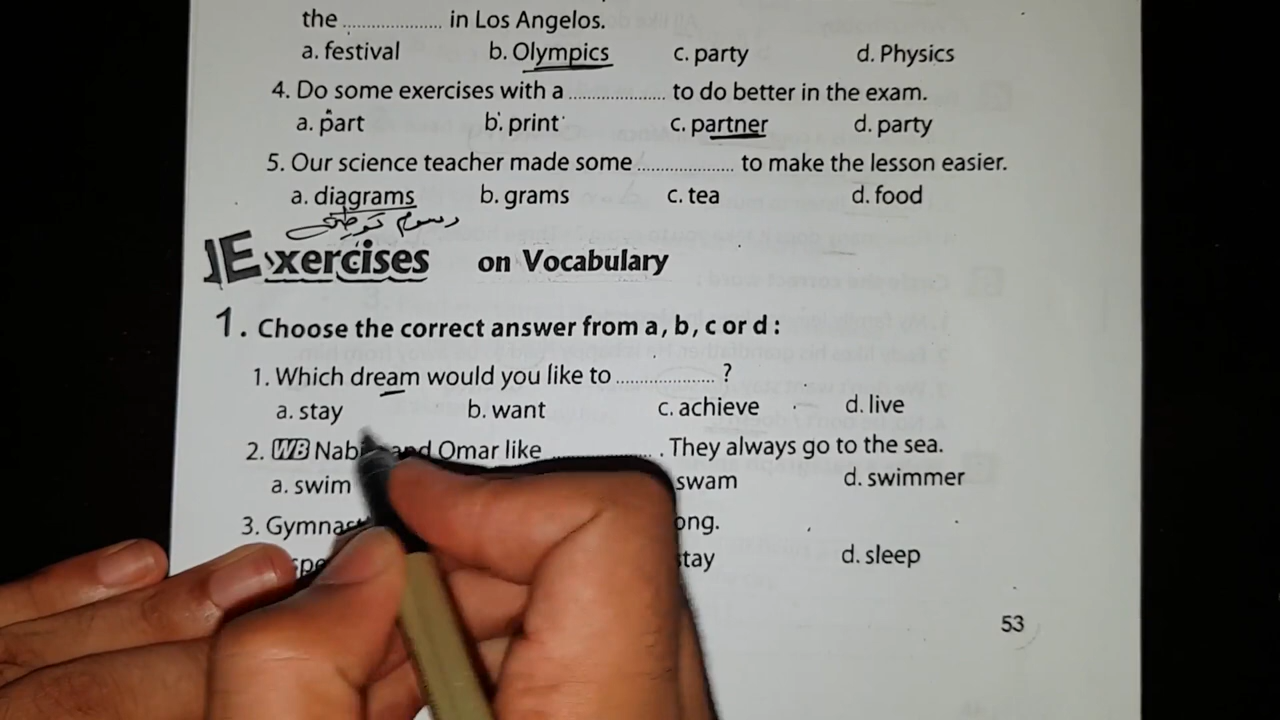 the .................... in Los Angelos.
a. festival b. Olympics c. party d. Physics
4. Do some exercises with a .................... to do better in the exam.
a. part b. print c. partner d. party
5. Our science teacher made some .................... to make the lesson easier.
a. diagrams b. grams c. tea d. food
رسوم توضيحية
Exercises on Vocabulary
1. Choose the correct answer from a, b, c or d :
1. Which dream would you like to .................... ?
a. stay b. want c. achieve d. live
2. WB and Omar like .................... . They always go to the sea.
a. swim swam d. swimmer
3.
stay d. sleep
53